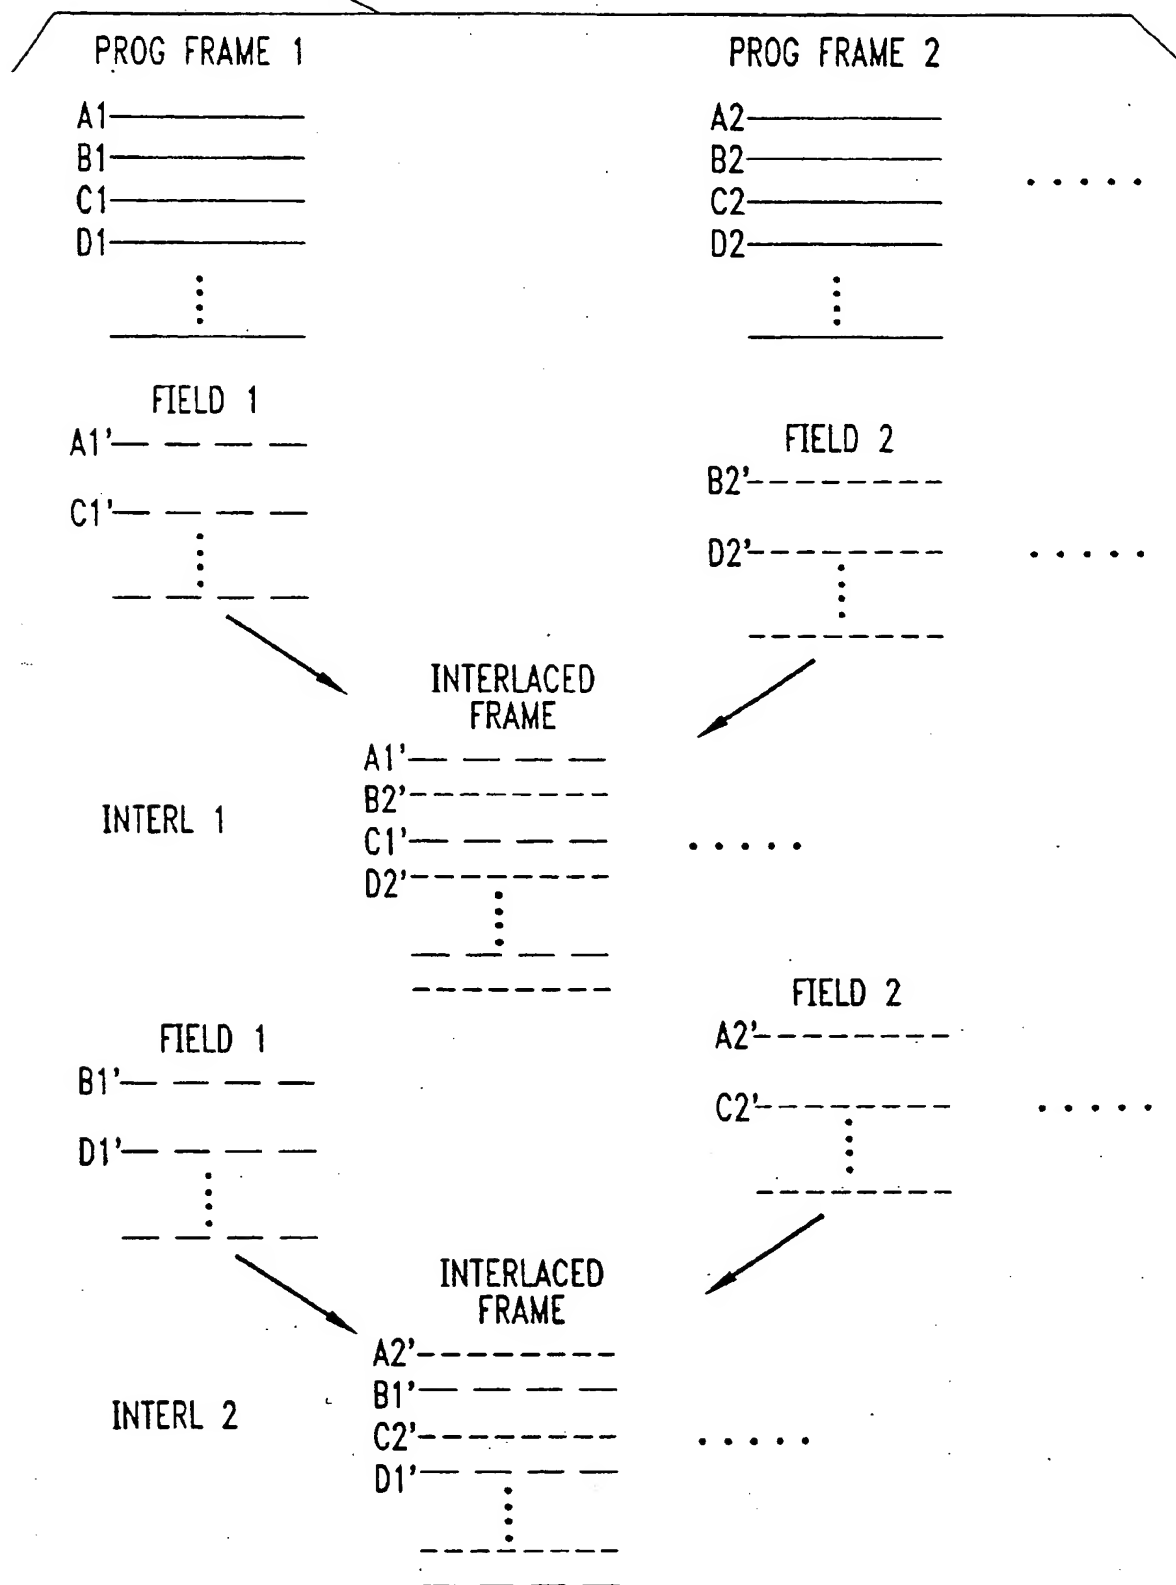 PROG FRAME 1
PROG FRAME 2
A1
B1
C1
D1
A2
B2
C2
D2
FIELD 1
A1'
C1'
FIELD 2
B2'
D2'
INTERLACED
FRAME
INTERL 1
A1'
B2'
C1'
D2'
FIELD 1
B1'
D1'
FIELD 2
A2'
C2'
INTERLACED
FRAME
INTERL 2
A2'
B1'
C2'
D1'